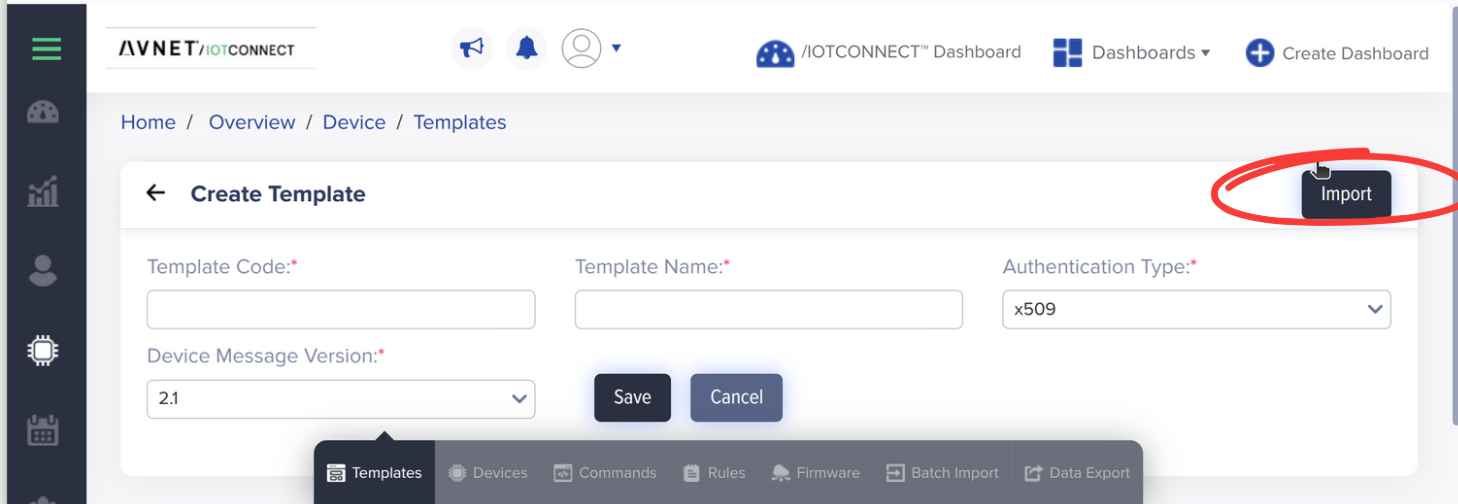 /\VNET/IOTCONNECT
/IOTCONNECT™ Dashboard
Dashboards
Create Dashboard
Home / Overview / Device / Templates
Create Template
Import
Template Code:*
Template Name:*
Authentication Type:*
x509
Device Message Version:*
2.1
Save
Cancel
Templates
Devices
Commands
Rules
Firmware
Batch Import
Data Export